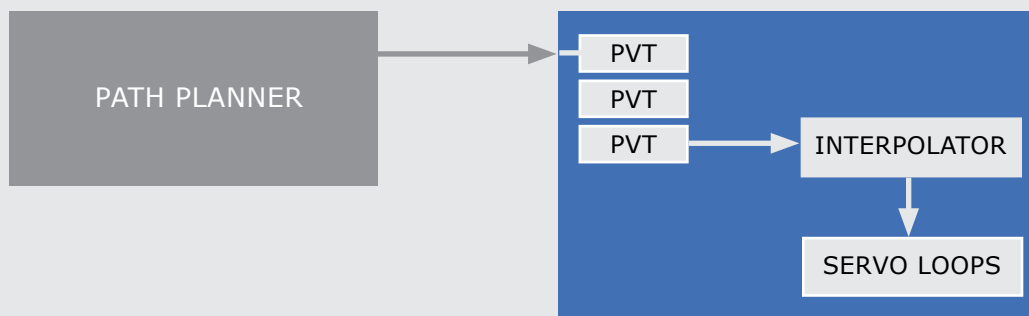 PATH PLANNER
PVT
PVT
PVT
INTERPOLATOR
SERVO LOOPS